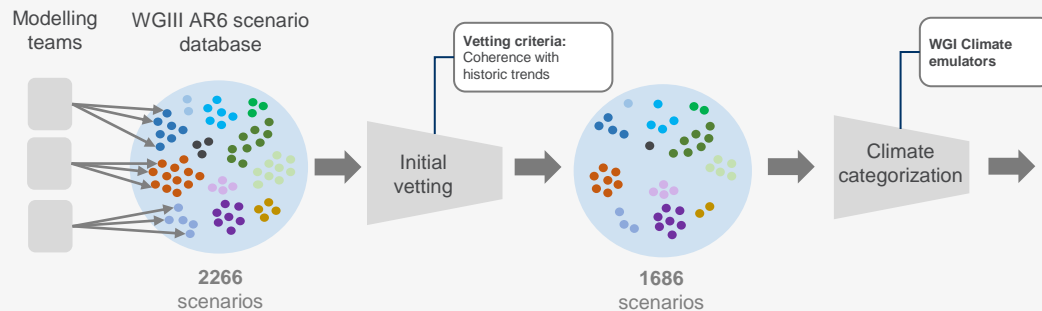 Modelling
teams
WGIII AR6 scenario
database
Vetting criteria:
Coherence with
historic trends
WGI Climate
emulators
Initial
vetting
Climate
categorization
2266
scenarios
1686
scenarios